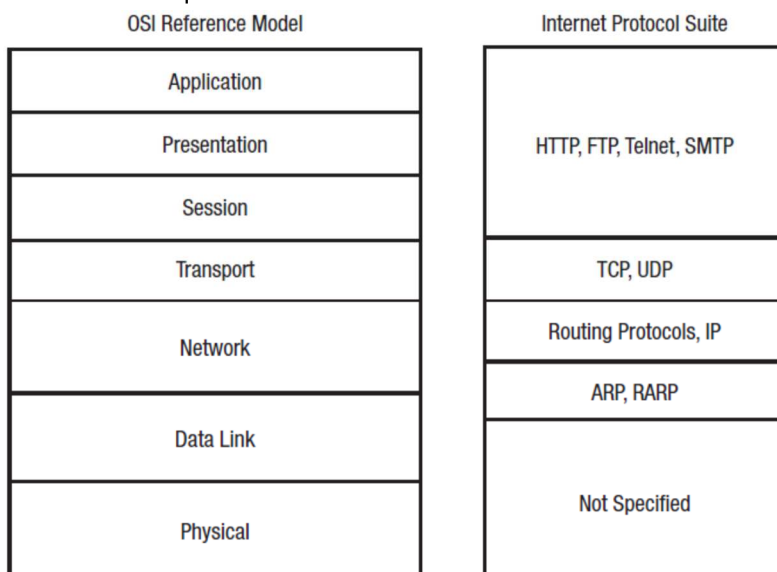 OSI Reference Model
Application
Presentation
Session
Transport
Network
Data Link
Physical
Internet Protocol Suite
HTTP, FTP, Telnet, SMTP
TCP, UDP
Routing Protocols, IP
ARP, RARP
Not Specified